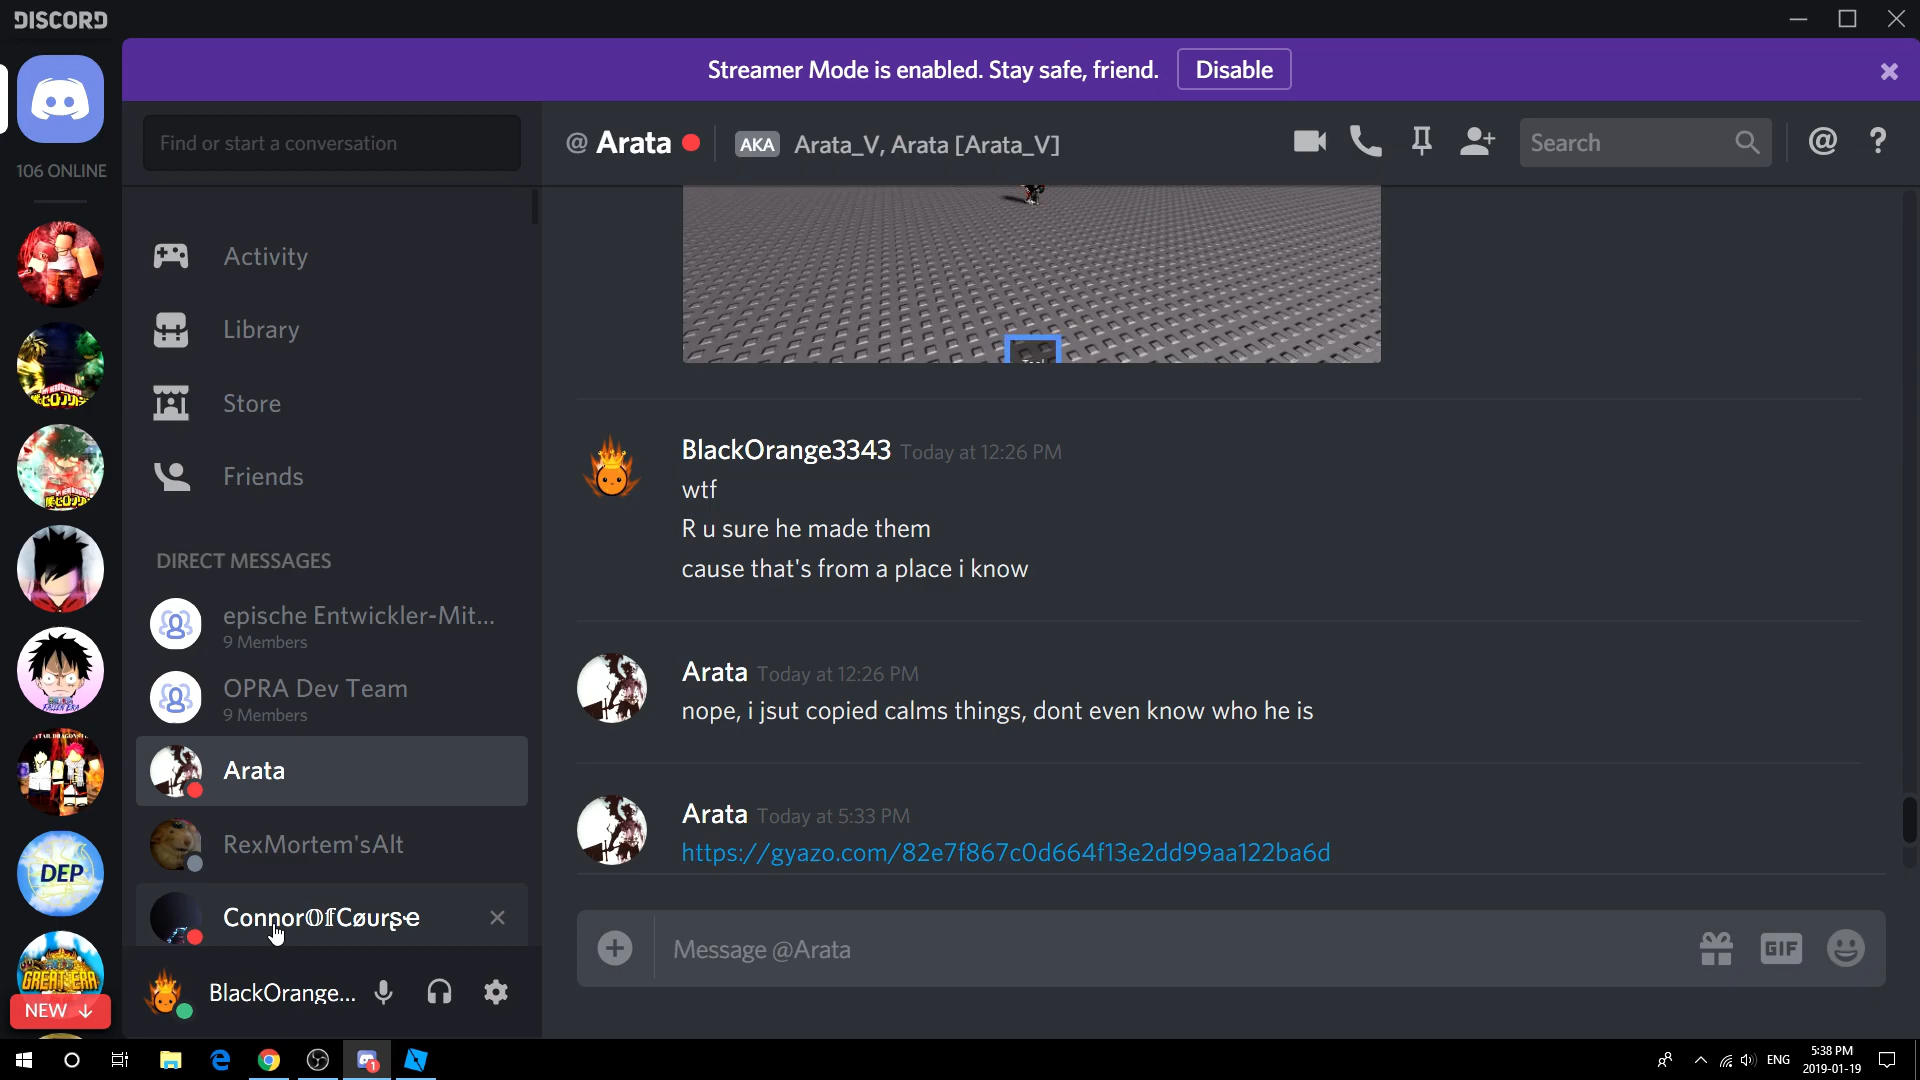 DISCORD
Streamer Mode is enabled. Stay safe, friend.
Disable
Find or start a conversation
@ Arata
AKA
Arata_V, Arata [Arata_V]
Search
106 ONLINE
Activity
Library
Store
Friends
DIRECT MESSAGES
epische Entwickler-Mit...
9 Members
OPRA Dev Team
9 Members
Arata
RexMortem'sAlt
Connor𝕆𝕗Cøurʂҽ
BlackOrange...
DEP
GREAT ERA
NEW ↓
BlackOrange3343 Today at 12:26 PM
wtf
R u sure he made them
cause that's from a place i know
Arata Today at 12:26 PM
nope, i jsut copied calms things, dont even know who he is
Arata Today at 5:33 PM
https://gyazo.com/82e7f867c0d664f13e2dd99aa122ba6d
Message @Arata
GIF
1
ENG
5:38 PM
2019-01-19